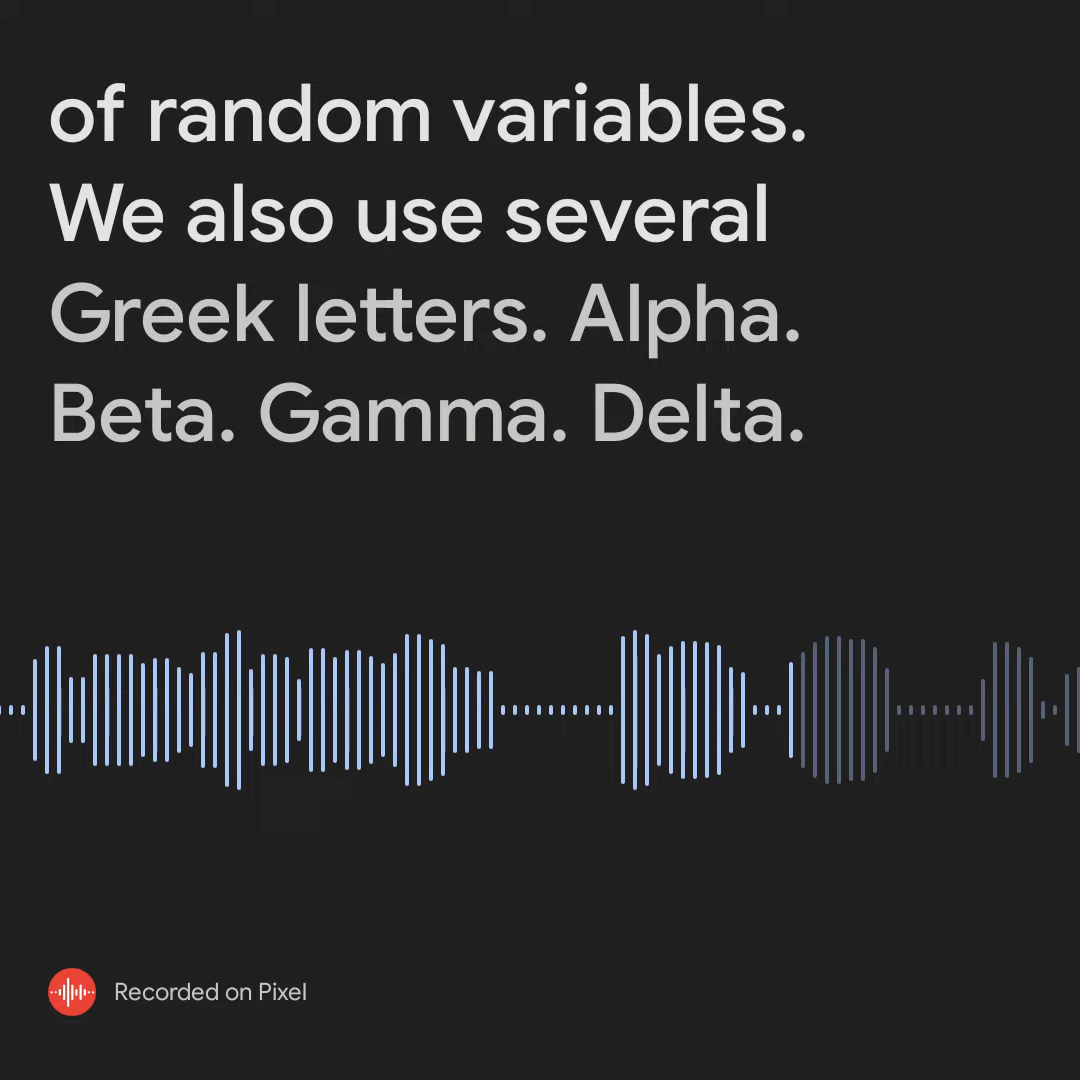 of random variables.
We also use several
Greek letters. Alpha.
Beta. Gamma. Delta.
Recorded on Pixel